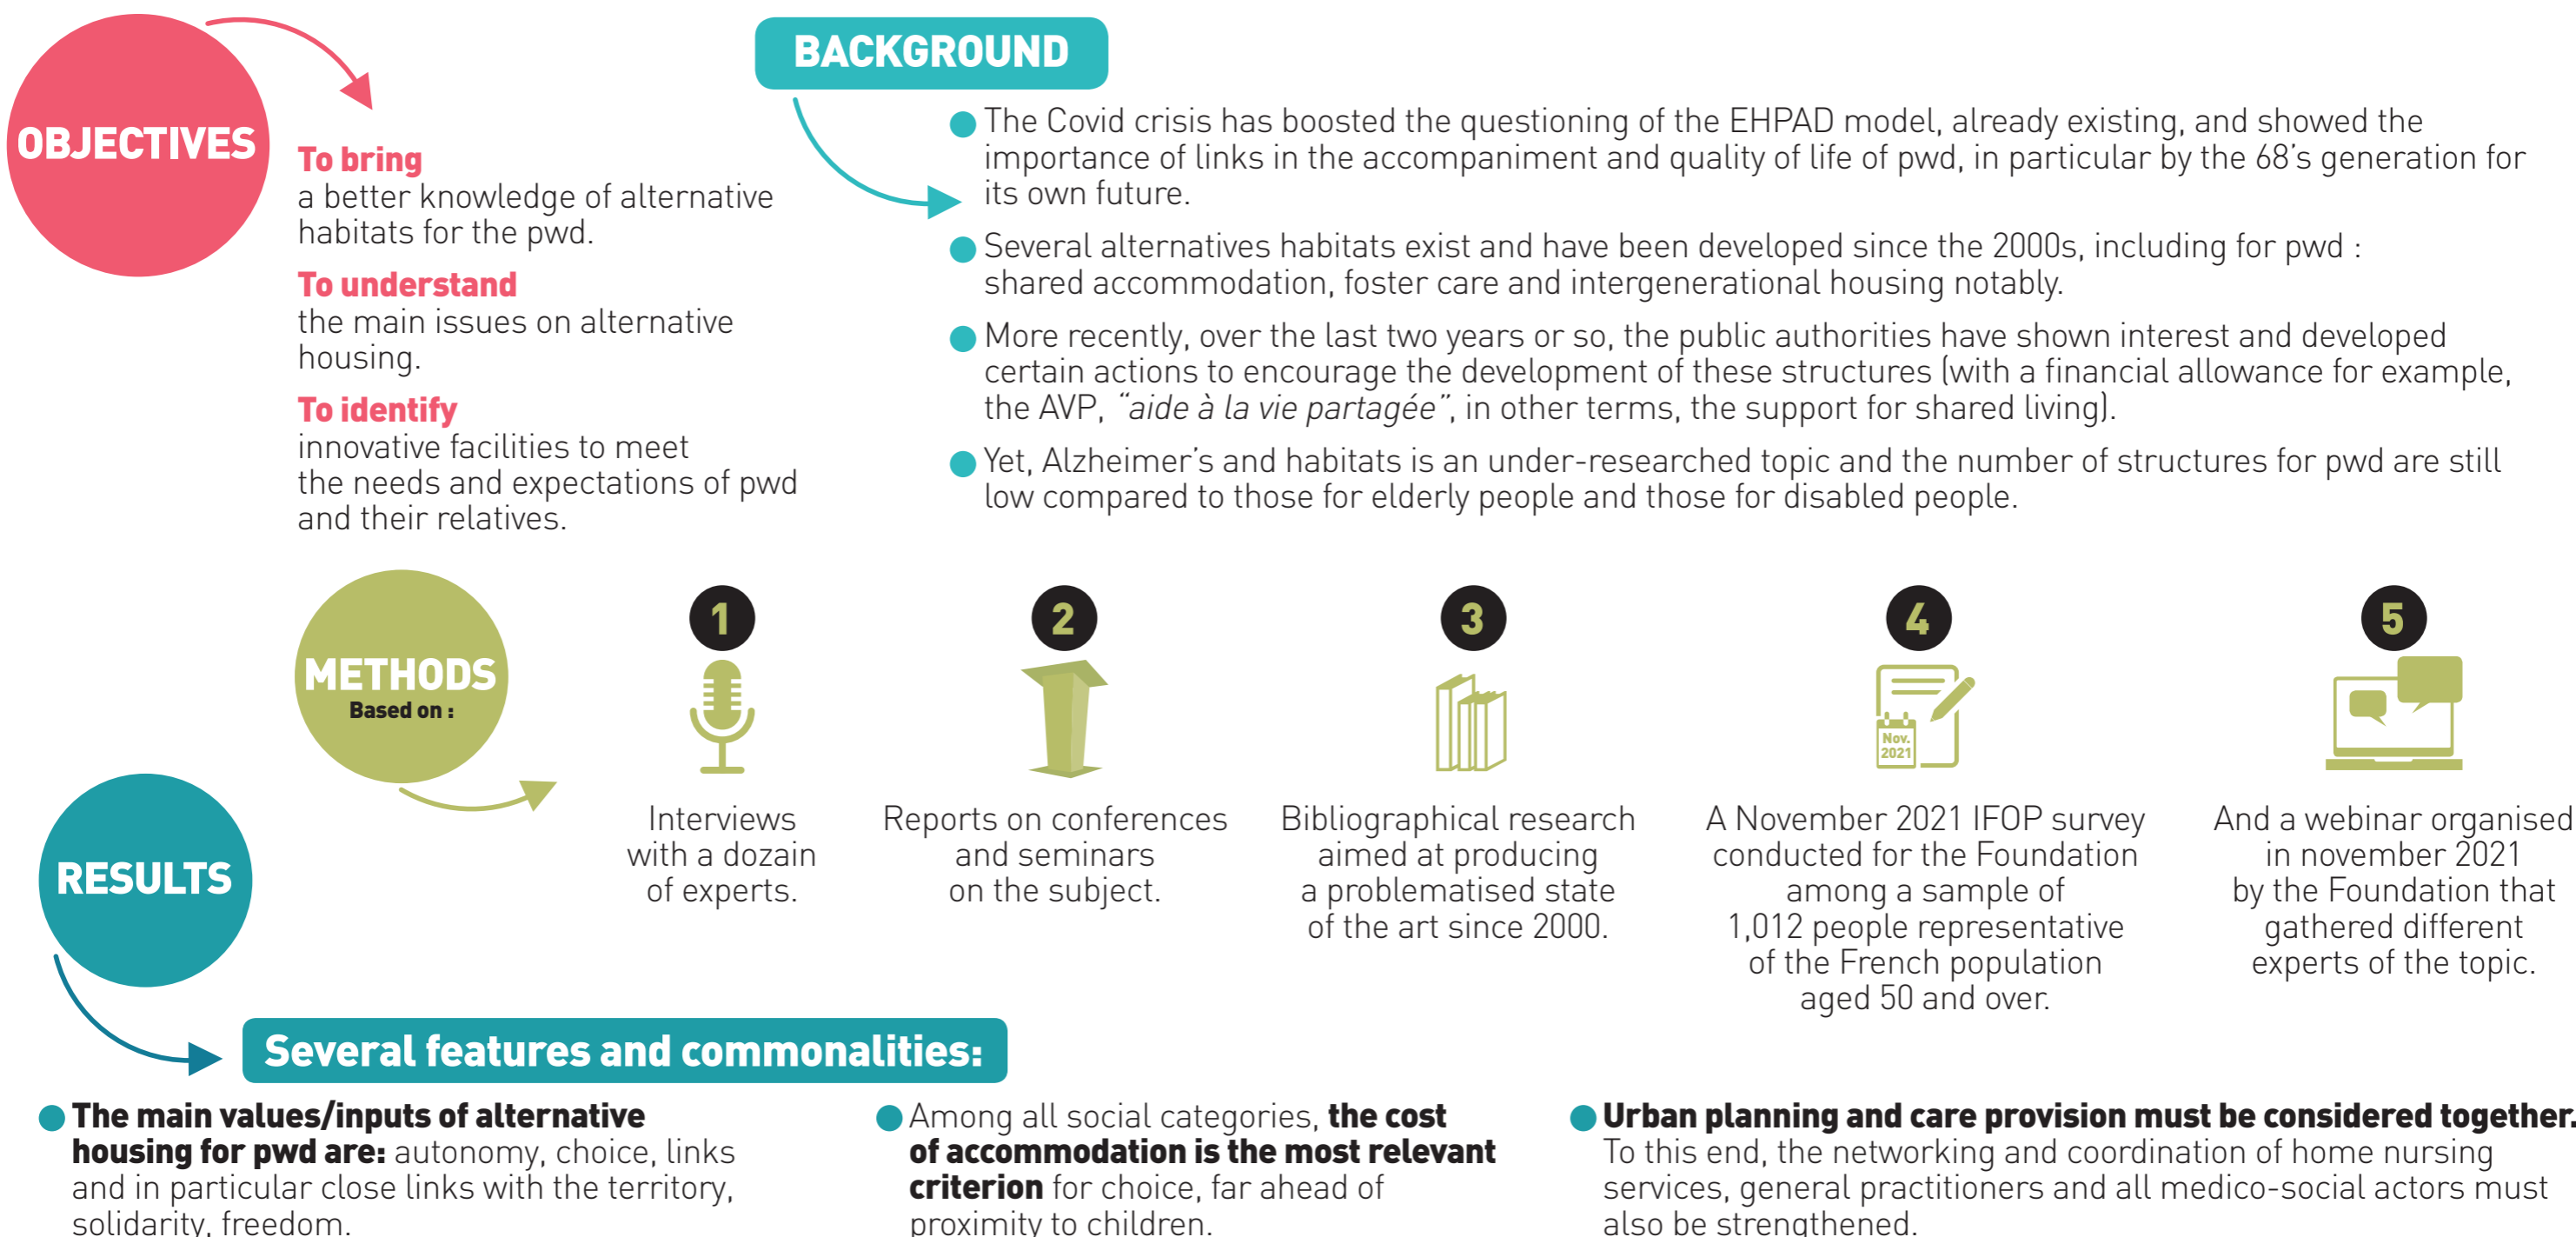 OBJECTIVES
To bring
a better knowledge of alternative
habitats for the pwd.
To understand
the main issues on alternative
housing.
To identify
innovative facilities to meet
the needs and expectations of pwd
and their relatives.
BACKGROUND
The Covid crisis has boosted the questioning of the EHPAD model, already existing, and showed the
importance of links in the accompaniment and quality of life of pwd, in particular by the 68's generation for
its own future.
Several alternatives habitats exist and have been developed since the 2000s, including for pwd :
shared accommodation, foster care and intergenerational housing notably.
More recently, over the last two years or so, the public authorities have shown interest and developed
certain actions to encourage the development of these structures (with a financial allowance for example,
the AVP, "aide à la vie partagée", in other terms, the support for shared living).
Yet, Alzheimer's and habitats is an under-researched topic and the number of structures for pwd are still
low compared to those for elderly people and those for disabled people.
METHODS
Based on :
1
Interviews
with a dozain
of experts.
2
Reports on conferences
and seminars
on the subject.
3
Bibliographical research
aimed at producing
a problematised state
of the art since 2000.
4
Nov.
2021
A November 2021 IFOP survey
conducted for the Foundation
among a sample of
1,012 people representative
of the French population
aged 50 and over.
5
And a webinar organised
in november 2021
by the Foundation that
gathered different
experts of the topic.
RESULTS
Several features and commonalities:
The main values/inputs of alternative
housing for pwd are: autonomy, choice, links
and in particular close links with the territory,
solidarity, freedom.
Among all social categories, the cost
of accommodation is the most relevant
criterion for choice, far ahead of
proximity to children.
Urban planning and care provision must be considered together.
To this end, the networking and coordination of home nursing
services, general practitioners and all medico-social actors must
also be strengthened.